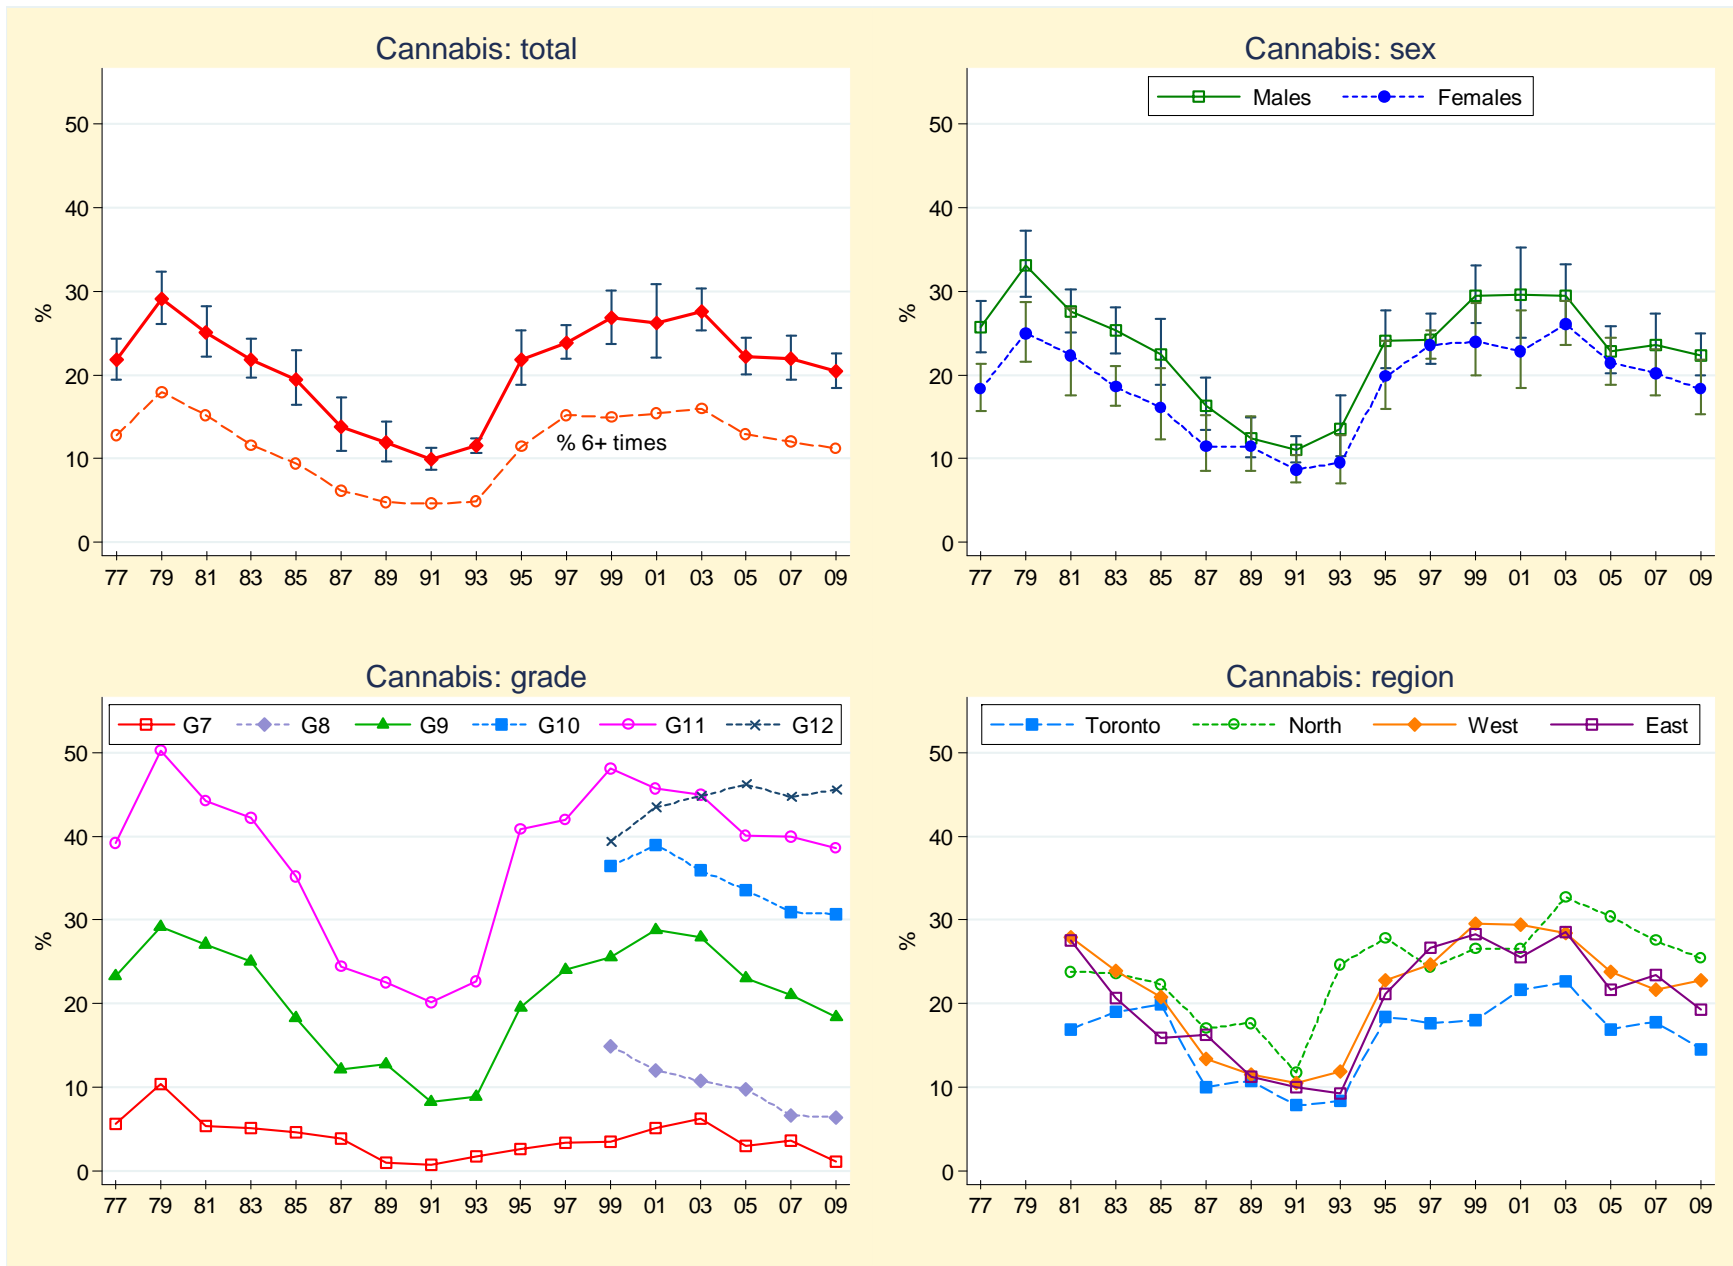 Cannabis: total
%
50
40
30
20
10
0
% 6+ times
77 79 81 83 85 87 89 91 93 95 97 99 01 03 05 07 09
Cannabis: sex
Males Females
%
50
40
30
20
10
0
77 79 81 83 85 87 89 91 93 95 97 99 01 03 05 07 09
Cannabis: grade
G7 G8 G9 G10 G11 G12
%
50
40
30
20
10
0
77 79 81 83 85 87 89 91 93 95 97 99 01 03 05 07 09
Cannabis: region
Toronto North West East
%
50
40
30
20
10
0
77 79 81 83 85 87 89 91 93 95 97 99 01 03 05 07 09